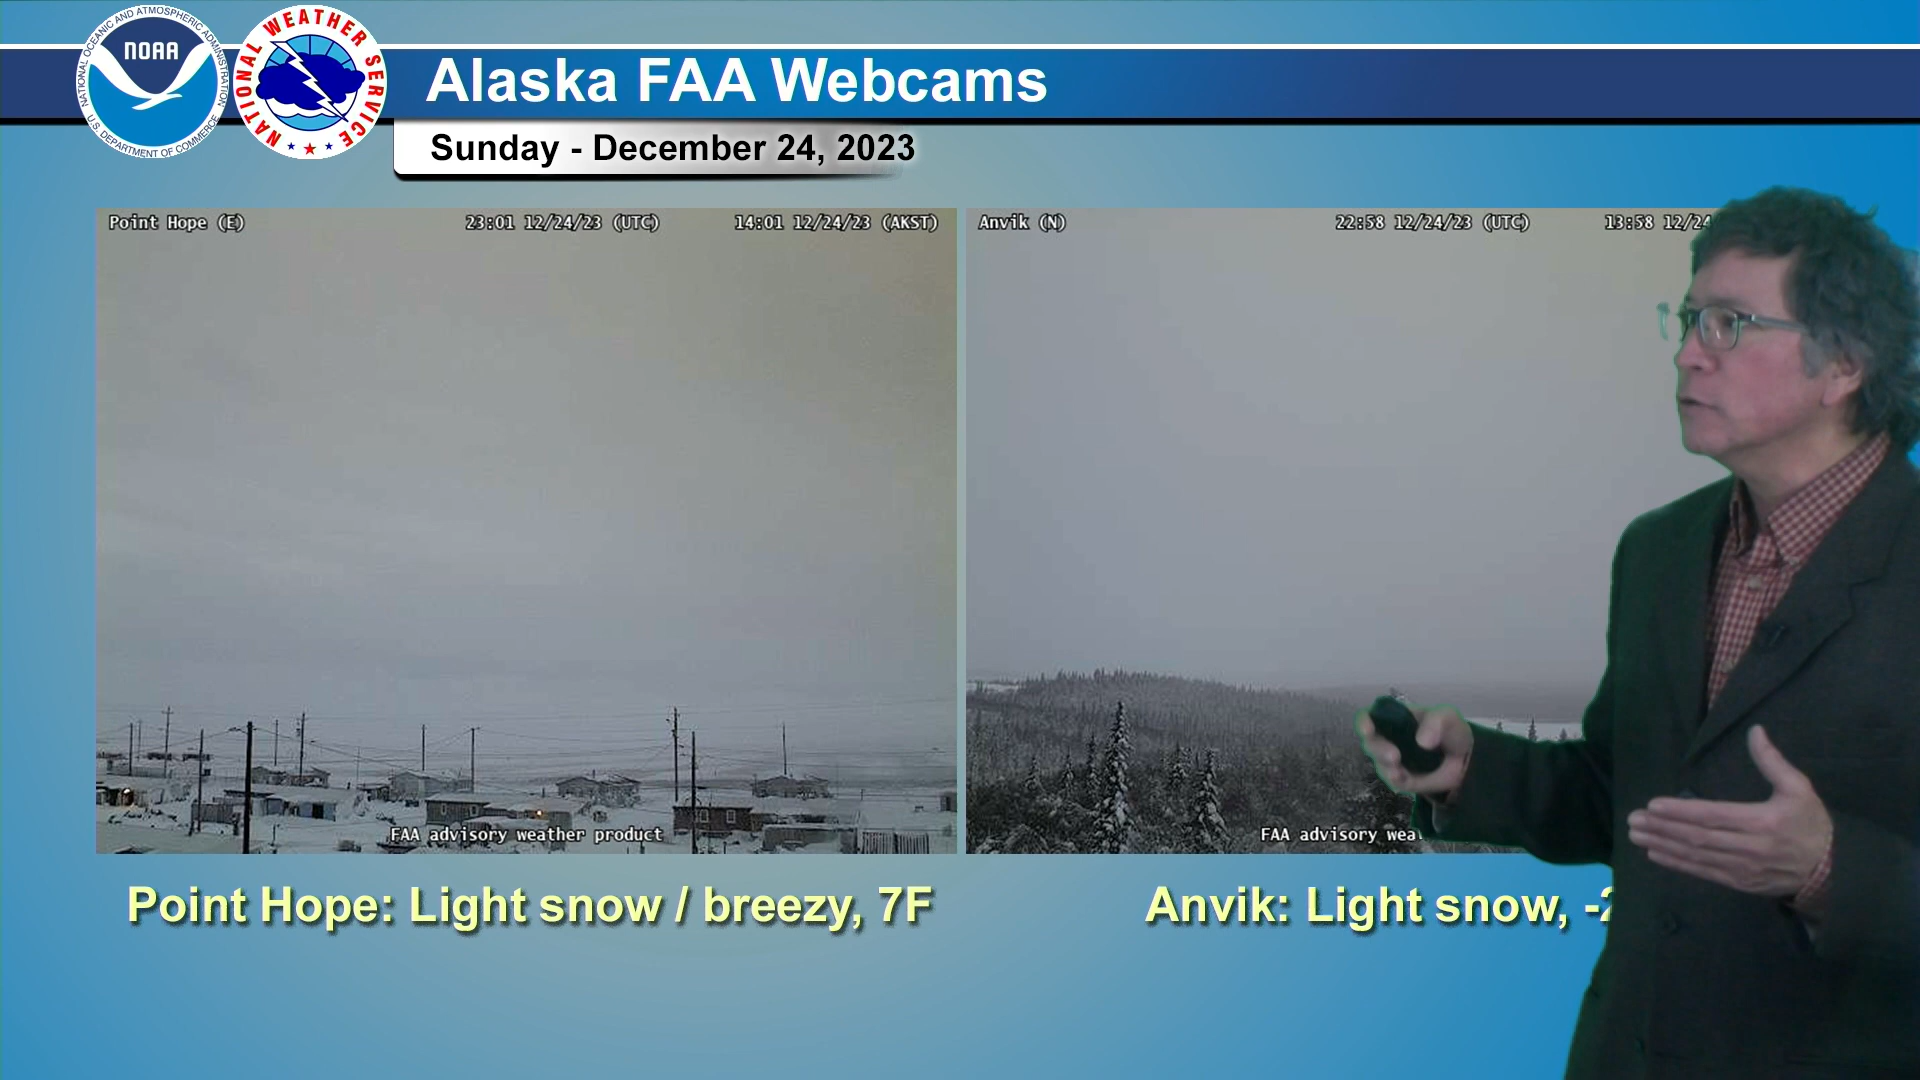 NATIONAL OCEANIC AND ATMOSPHERIC ADMINISTRATION
NOAA
U.S. DEPARTMENT OF COMMERCE
NATIONAL WEATHER SERVICE
Alaska FAA Webcams
Sunday - December 24, 2023
Point Hope (E) 23:01 12/24/23 (UTC) 14:01 12/24/23 (AKST)
Anvik (N) 22:58 12/24/23 (UTC) 13:58 12/24
FAA advisory weather product
FAA advisory wea
Point Hope: Light snow / breezy, 7F
Anvik: Light snow, -2